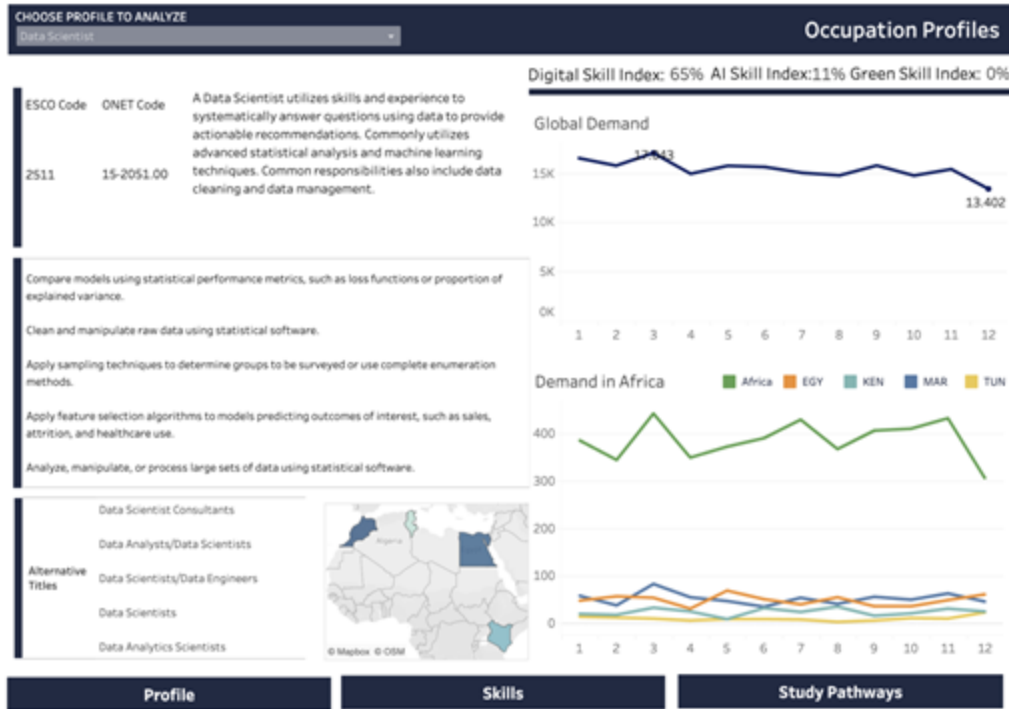 CHOOSE PROFILE TO ANALYZE
Data Scientist
Occupation Profiles
Digital Skill Index: 65% AI Skill Index:11% Green Skill Index: 0%
ESCO Code ONET Code
2511 15-2051.00
A Data Scientist utilizes skills and experience to
systematically answer questions using data to provide
actionable recommendations. Commonly utilizes
advanced statistical analysis and machine learning
techniques. Common responsibilities also include data
cleaning and data management.
Global Demand
15K
10K
5K
0K
13.402
1 2 3 4 5 6 7 8 9 10 11 12
Compare models using statistical performance metrics, such as loss functions or proportion of
explained variance.
Clean and manipulate raw data using statistical software.
Apply sampling techniques to determine groups to be surveyed or use complete enumeration
methods.
Apply feature selection algorithms to models predicting outcomes of interest, such as sales,
attrition, and healthcare use.
Analyze, manipulate, or process large sets of data using statistical software.
Demand in Africa
Africa EGY KEN MAR TUN
400
300
200
100
0
1 2 3 4 5 6 7 8 9 10 11 12
Alternative
Titles
Data Scientist Consultants
Data Analysts/Data Scientists
Data Scientists/Data Engineers
Data Scientists
Data Analytics Scientists
Algeria
© Mapbox © OSM
Profile
Skills
Study Pathways